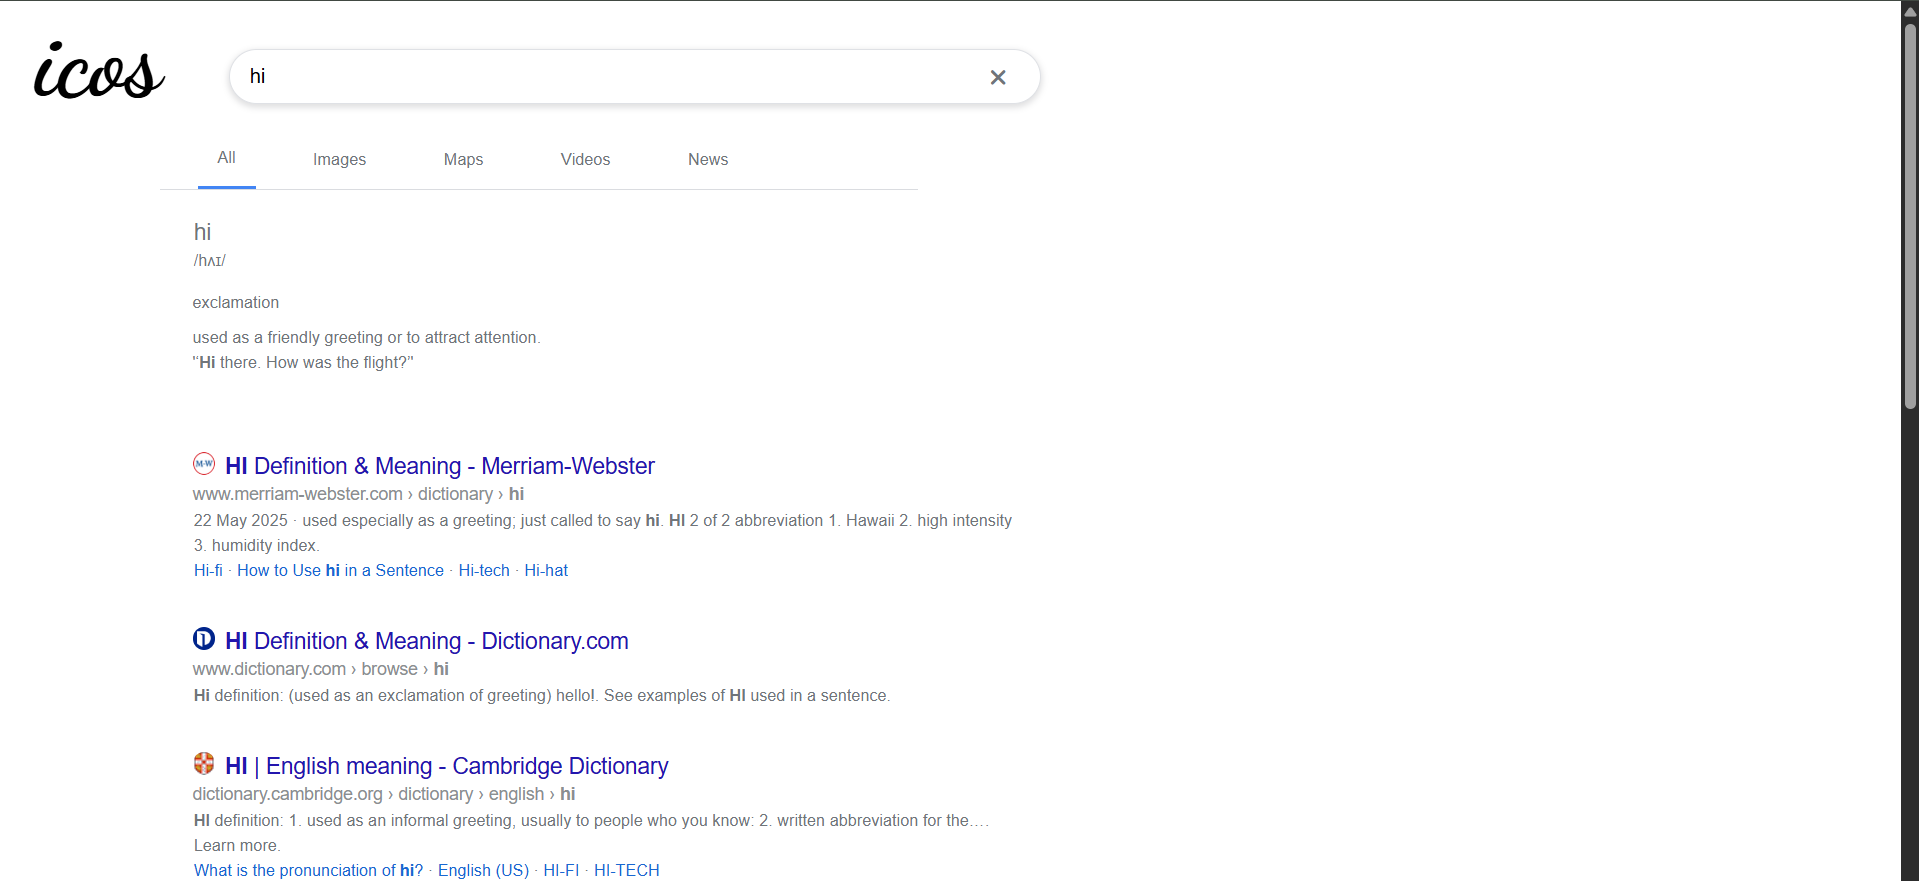 icos
hi
All Images Maps Videos News
hi
/hʌɪ/
exclamation
used as a friendly greeting or to attract attention.
"Hi there. How was the flight?"
M-W HI Definition & Meaning - Merriam-Webster
www.merriam-webster.com › dictionary › hi
22 May 2025 · used especially as a greeting; just called to say hi. HI 2 of 2 abbreviation 1. Hawaii 2. high intensity
3. humidity index.
Hi-fi · How to Use hi in a Sentence · Hi-tech · Hi-hat
HI Definition & Meaning - Dictionary.com
www.dictionary.com › browse › hi
Hi definition: (used as an exclamation of greeting) hello!. See examples of HI used in a sentence.
HI | English meaning - Cambridge Dictionary
dictionary.cambridge.org › dictionary › english › hi
HI definition: 1. used as an informal greeting, usually to people who you know: 2. written abbreviation for the….
Learn more.
What is the pronunciation of hi? · English (US) · HI-FI · HI-TECH